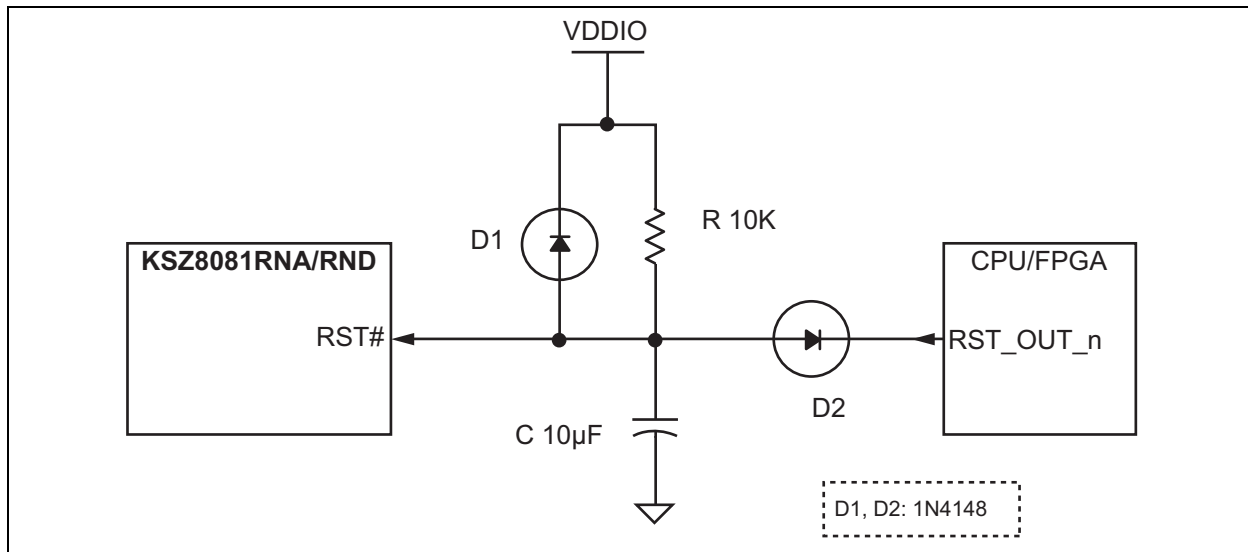 VDDIO
D1
R 10K
KSZ8081RNA/RND
CPU/FPGA
RST#
RST_OUT_n
D2
C 10µF
D1, D2: 1N4148